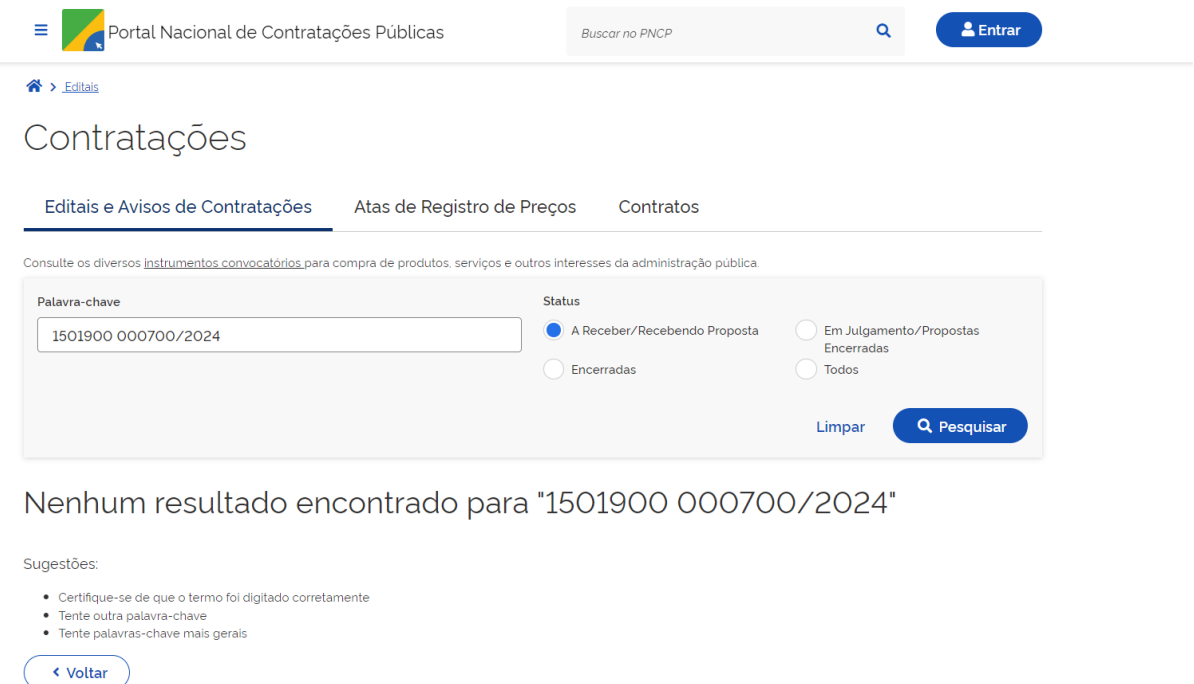 Portal Nacional de Contratações Públicas
Buscar no PNCP
Entrar
Editais
Contratações
Editais e Avisos de Contratações
Atas de Registro de Preços
Contratos
Consulte os diversos instrumentos convocatórios para compra de produtos, serviços e outros interesses da administração pública.
Palavra-chave
1501900 000700/2024
Status
A Receber/Recebendo Proposta
Em Julgamento/Propostas
Encerradas
Encerradas
Todos
Limpar
Pesquisar
Nenhum resultado encontrado para "1501900 000700/2024"
Sugestões:
Certifique-se de que o termo foi digitado corretamente
Tente outra palavra-chave
Tente palavras-chave mais gerais
Voltar